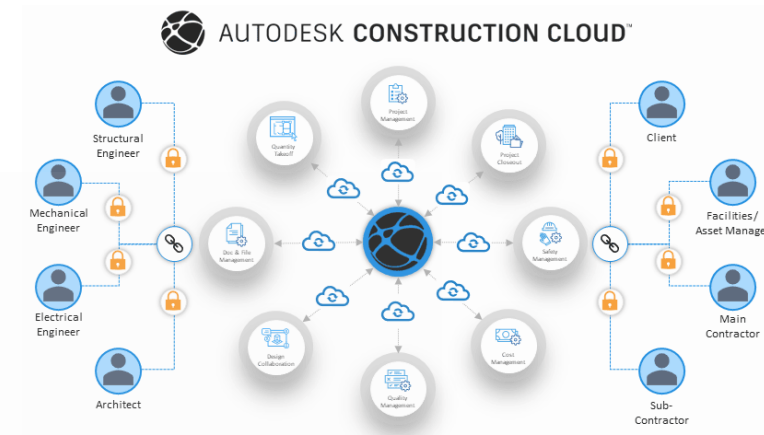 AUTODESK CONSTRUCTION CLOUD™
Project
Management
Quantity
Takeoff
Project
Closeout
Structural
Engineer
Client
Mechanical
Engineer
Doc & File
Management
Safety
Management
Facilities/
Asset Manage
Electrical
Engineer
Main
Contractor
Design
Collaboration
Cost
Management
Quality
Management
Architect
Sub-
Contractor